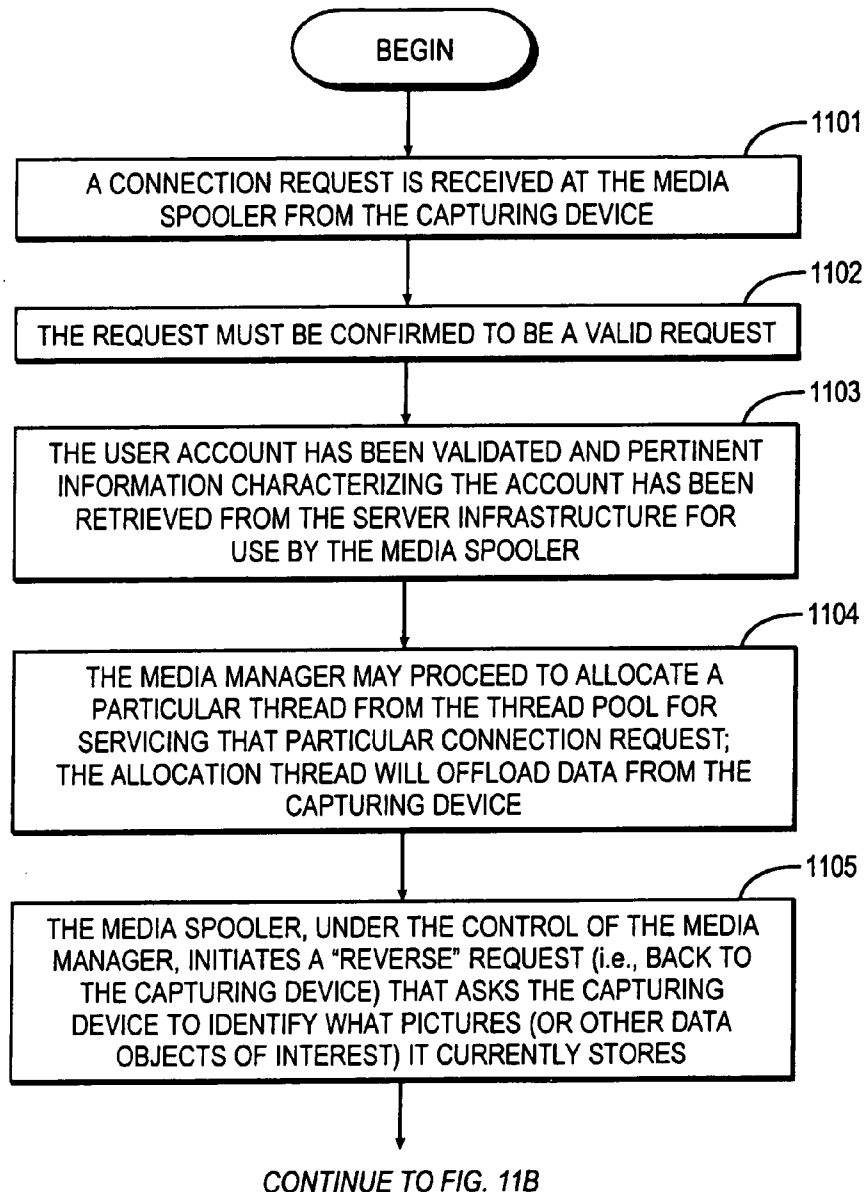 BEGIN
1101
A CONNECTION REQUEST IS RECEIVED AT THE MEDIA
SPOOLER FROM THE CAPTURING DEVICE
1102
THE REQUEST MUST BE CONFIRMED TO BE A VALID REQUEST
1103
THE USER ACCOUNT HAS BEEN VALIDATED AND PERTINENT
INFORMATION CHARACTERIZING THE ACCOUNT HAS BEEN
RETRIEVED FROM THE SERVER INFRASTRUCTURE FOR
USE BY THE MEDIA SPOOLER
1104
THE MEDIA MANAGER MAY PROCEED TO ALLOCATE A
PARTICULAR THREAD FROM THE THREAD POOL FOR
SERVICING THAT PARTICULAR CONNECTION REQUEST;
THE ALLOCATION THREAD WILL OFFLOAD DATA FROM THE
CAPTURING DEVICE
1105
THE MEDIA SPOOLER, UNDER THE CONTROL OF THE MEDIA
MANAGER, INITIATES A “REVERSE” REQUEST (i.e., BACK TO
THE CAPTURING DEVICE) THAT ASKS THE CAPTURING
DEVICE TO IDENTIFY WHAT PICTURES (OR OTHER DATA
OBJECTS OF INTEREST) IT CURRENTLY STORES
CONTINUE TO FIG. 11B